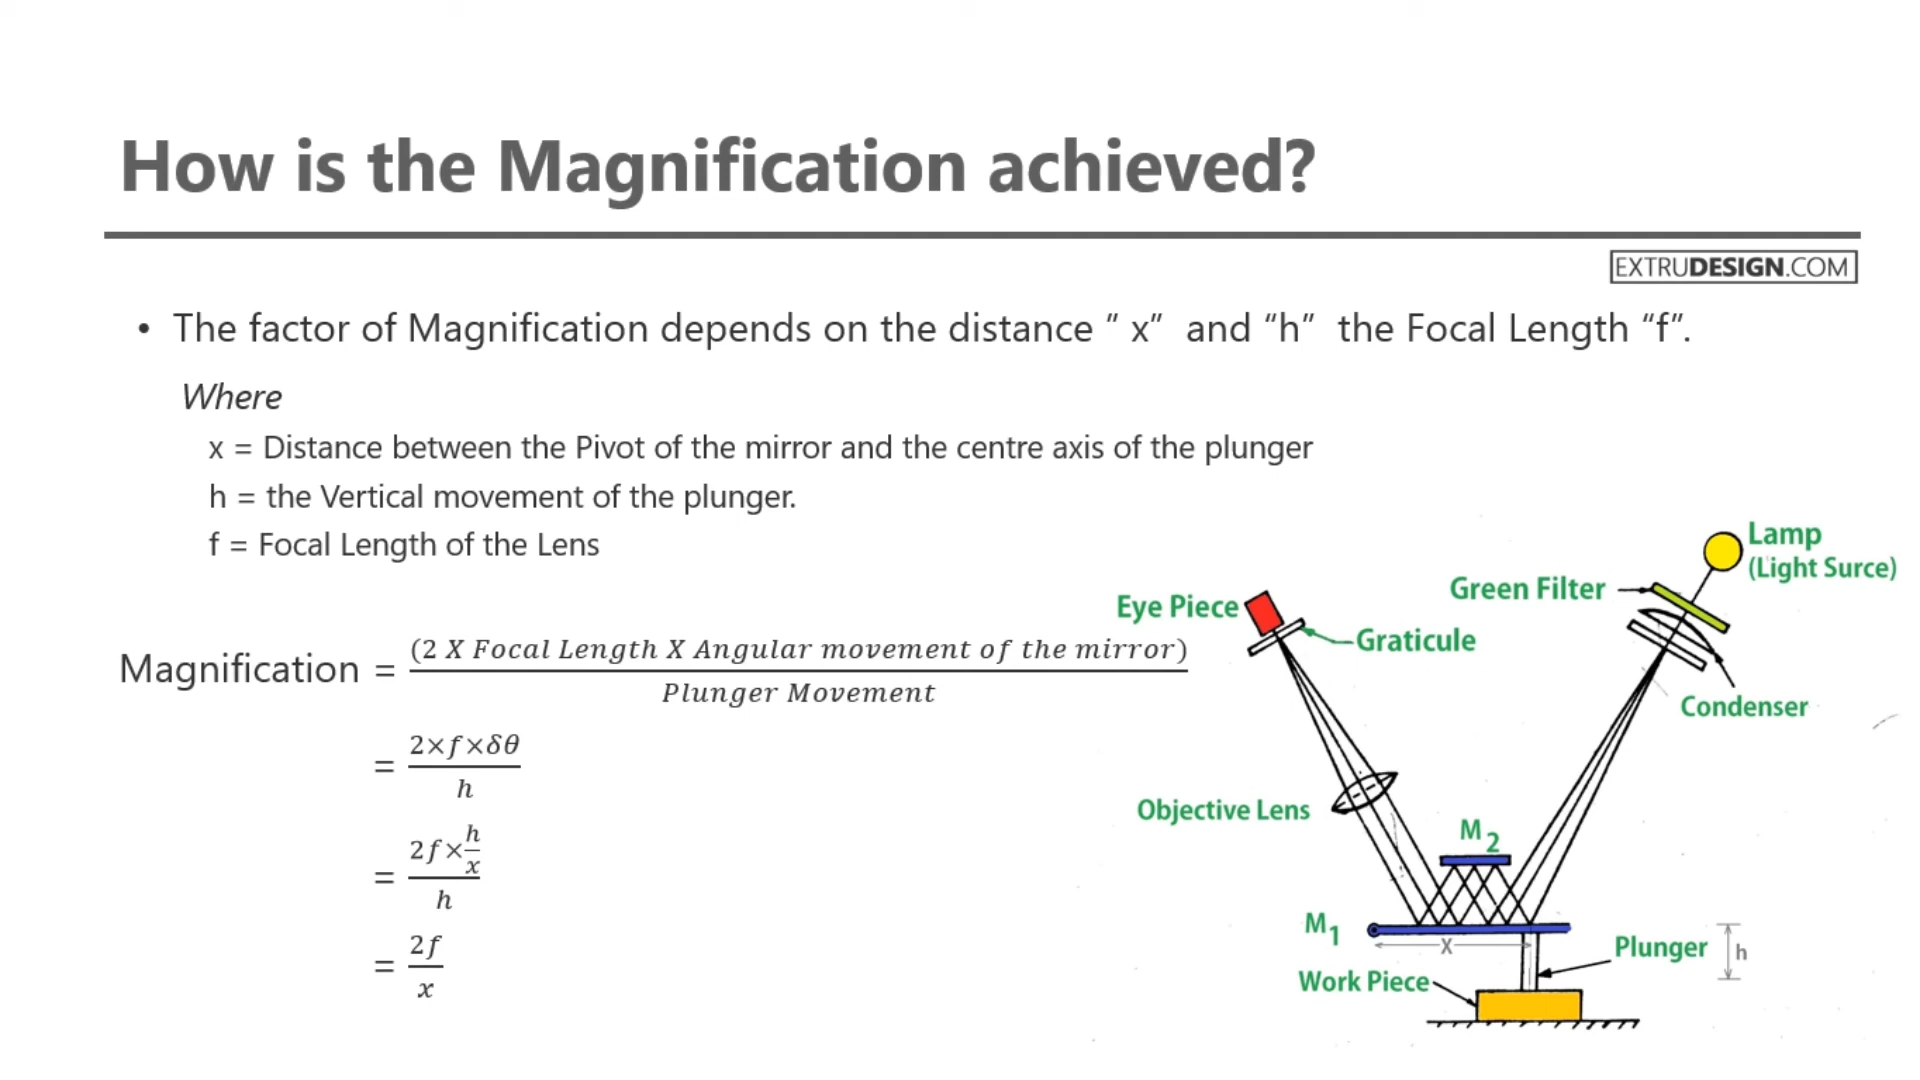 How is the Magnification achieved?
EXTRUDESIGN.COM
• The factor of Magnification depends on the distance ” x” and “h” the Focal Length “f”.
Where
x = Distance between the Pivot of the mirror and the centre axis of the plunger
h = the Vertical movement of the plunger.
f = Focal Length of the Lens
Magnification = (2 X Focal Length X Angular movement of the mirror) / Plunger Movement
= 2×f×δθ / h
= 2f×h/x / h
= 2f / x
Lamp
(Light Surce)
Green Filter
Eye Piece
Graticule
Condenser
Objective Lens
M2
M1
X
Plunger
h
Work Piece